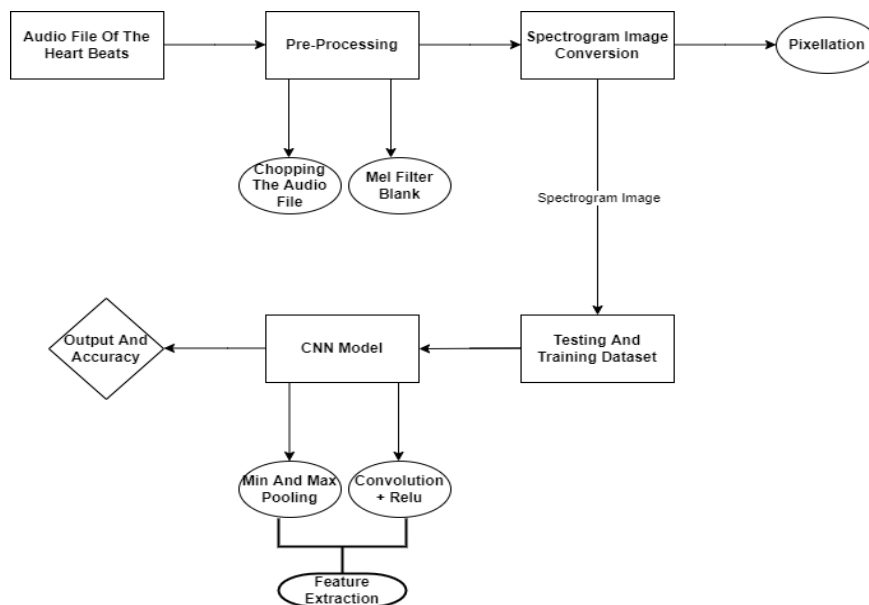 Audio File Of The
Heart Beats
Pre-Processing
Spectrogram Image
Conversion
Pixellation
Chopping
The Audio
File
Mel Filter
Blank
Spectrogram Image
Output And
Accuracy
CNN Model
Testing And
Training Dataset
Min And Max
Pooling
Convolution
+ Relu
Feature
Extraction